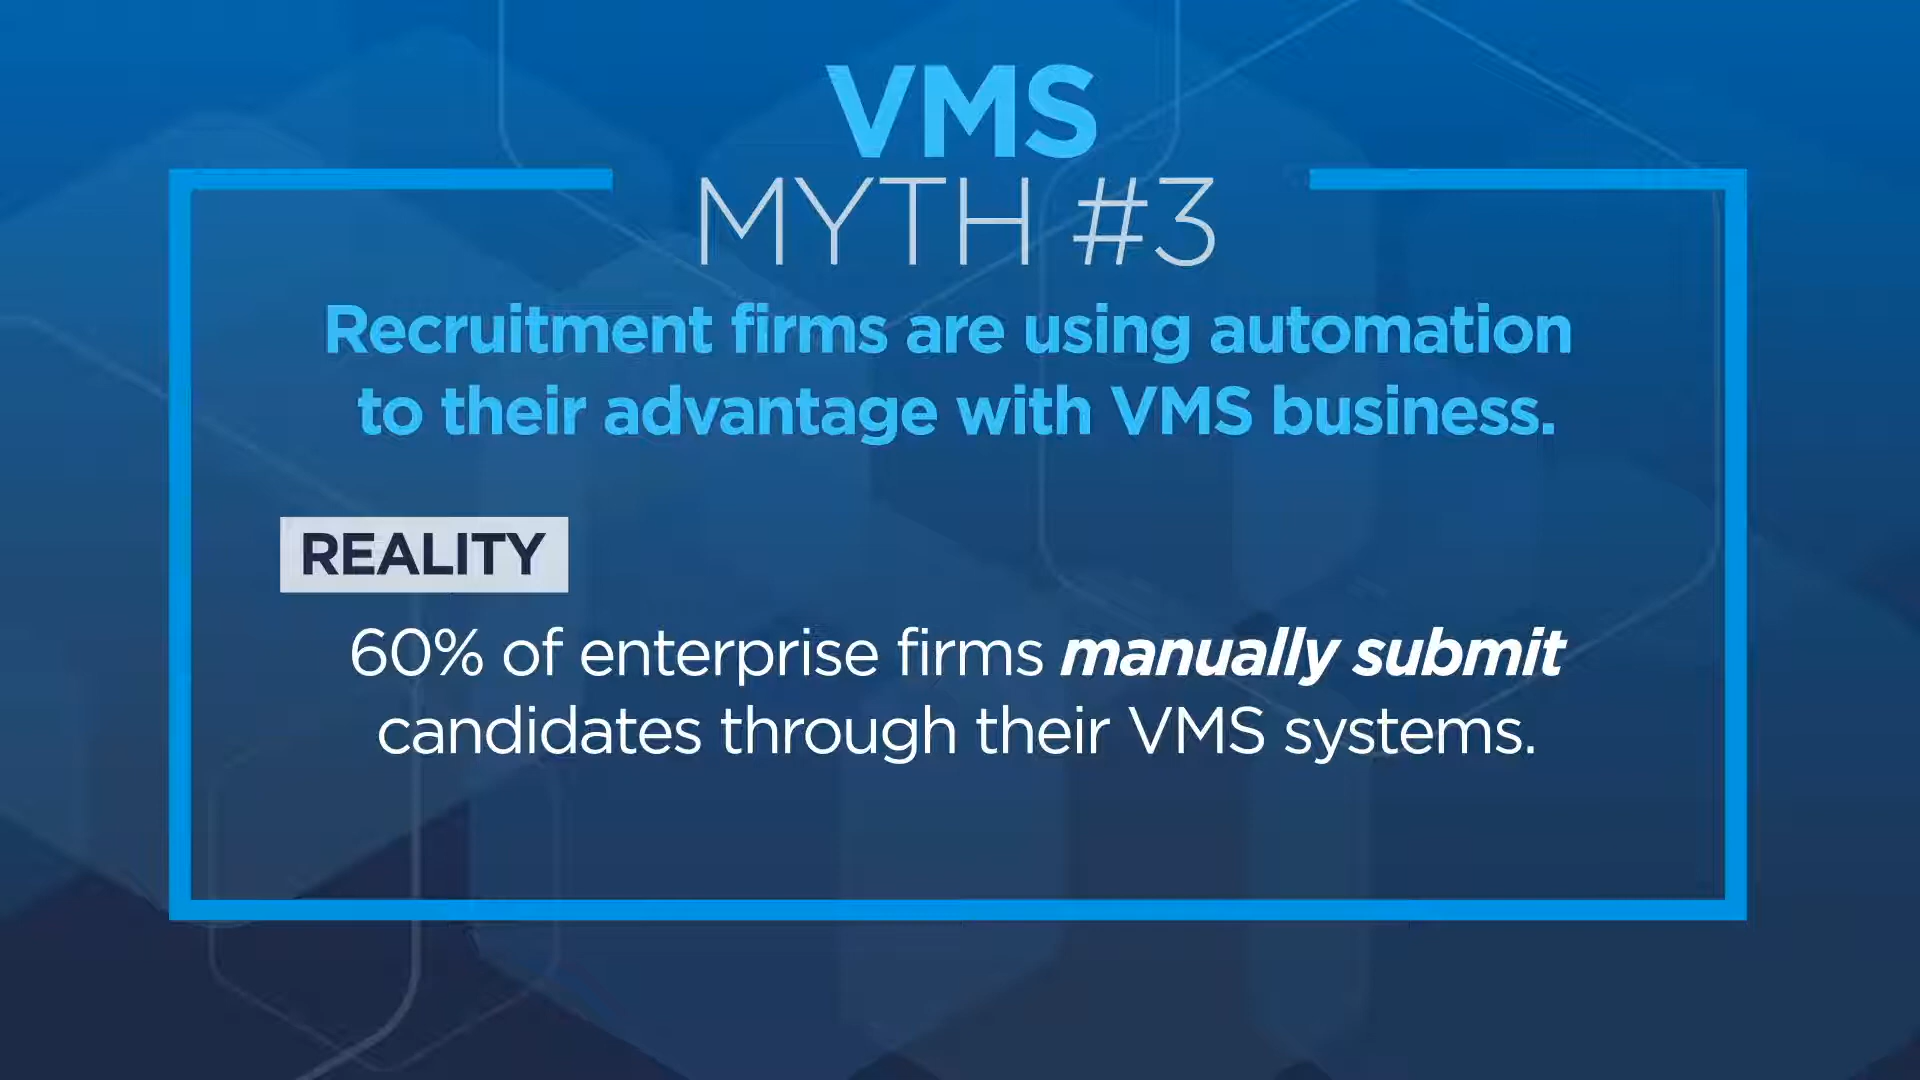 VMS
MYTH #3
Recruitment firms are using automation
to their advantage with VMS business.
REALITY
60% of enterprise firms manually submit
candidates through their VMS systems.